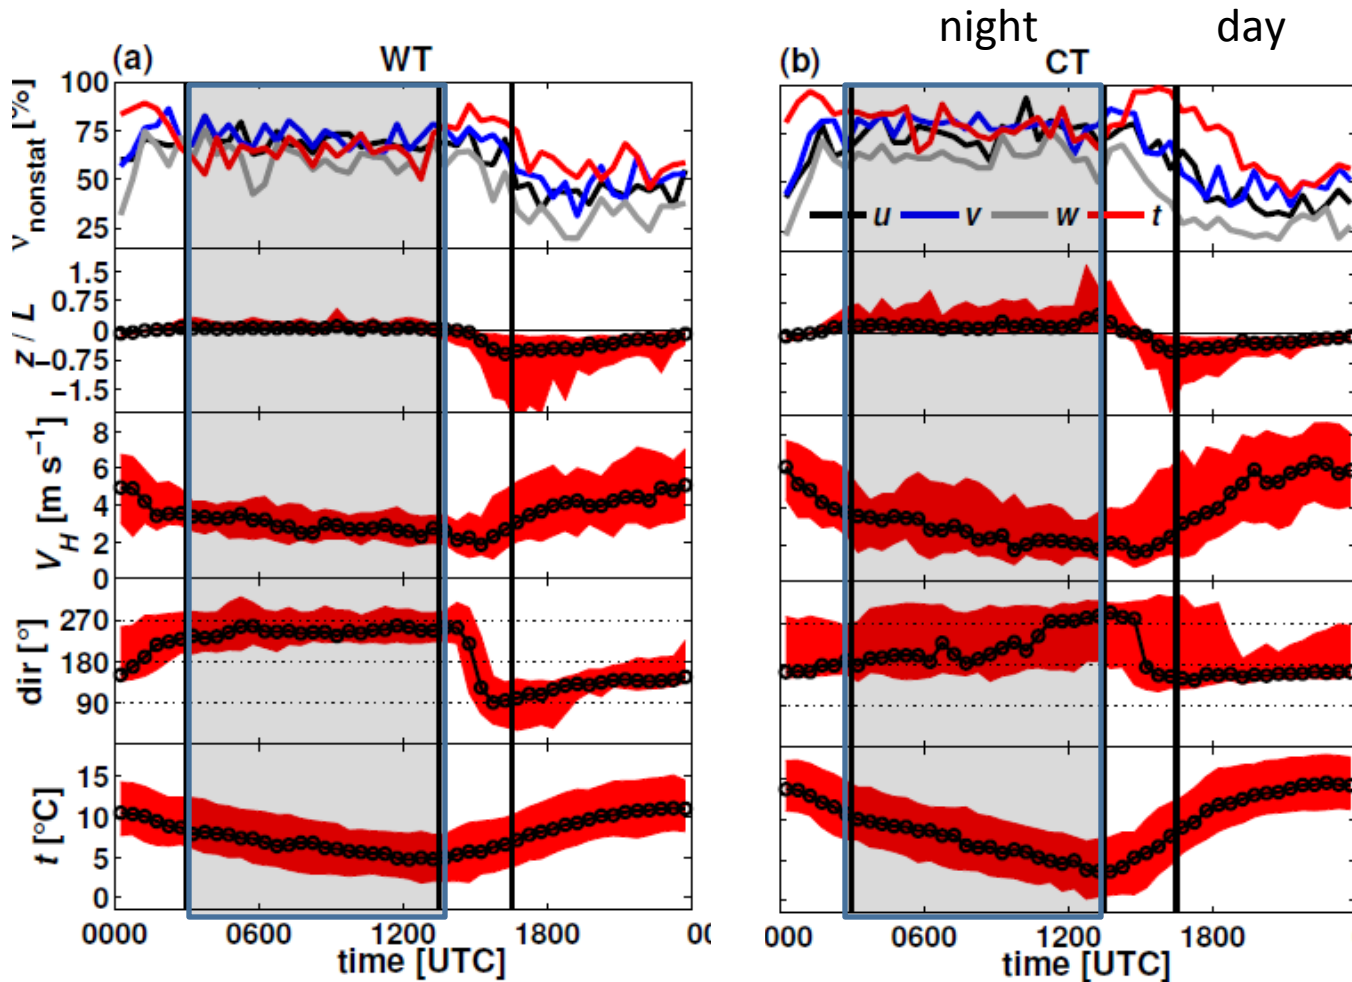 night day
(a) WT
(b) CT
ν nonstat [%]
100
75
50
25
u v w t
z / L
1.5
0.75
0
−0.75
−1.5
V_H [m s⁻¹]
8
6
4
2
0
dir [°]
270
180
90
t [°C]
15
10
5
0
0000 0600 1200 1800 00
time [UTC]
000 0600 1200 1800
time [UTC]